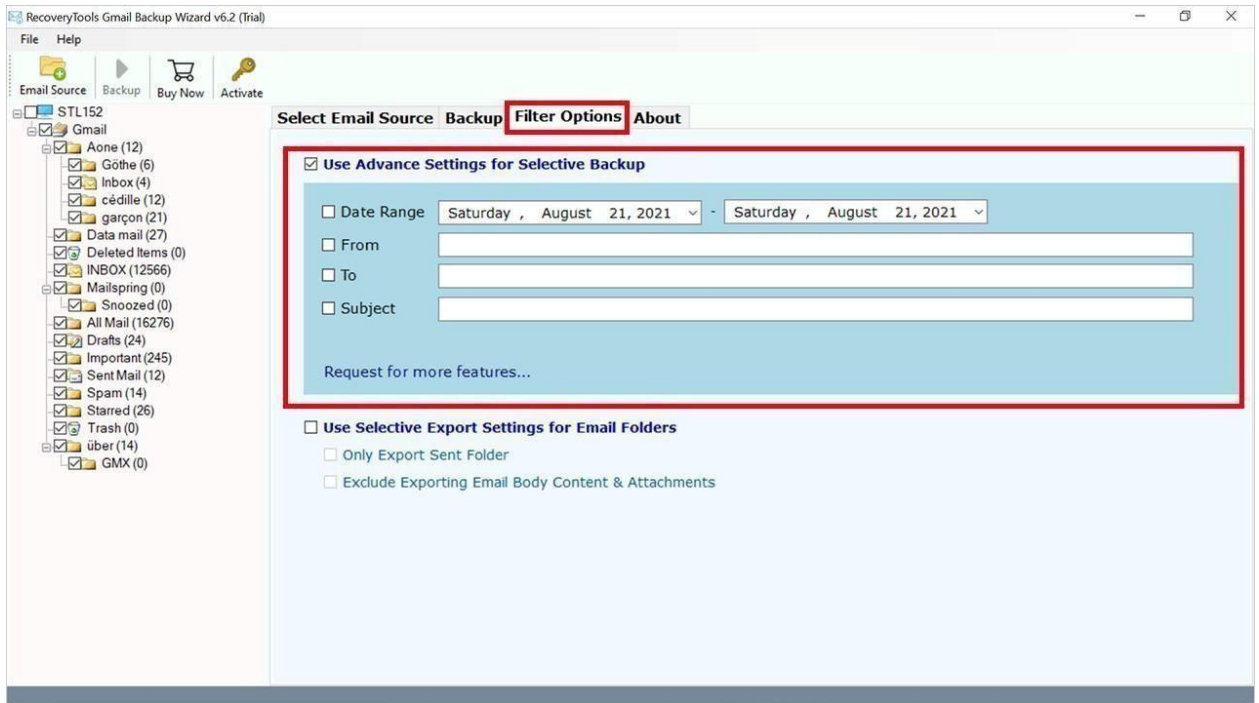 RecoveryTools Gmail Backup Wizard v6.2 (Trial)
File Help
Email Source Backup Buy Now Activate
STL152
Gmail
Aone (12)
Göthe (6)
Inbox (4)
cédille (12)
garçon (21)
Data mail (27)
Deleted Items (0)
INBOX (12566)
Mailspring (0)
Snoozed (0)
All Mail (16276)
Drafts (24)
Important (245)
Sent Mail (12)
Spam (14)
Starred (26)
Trash (0)
über (14)
GMX (0)
Select Email Source Backup Filter Options About
Use Advance Settings for Selective Backup
Date Range Saturday , August 21, 2021 - Saturday , August 21, 2021
From
To
Subject
Request for more features...
Use Selective Export Settings for Email Folders
Only Export Sent Folder
Exclude Exporting Email Body Content & Attachments